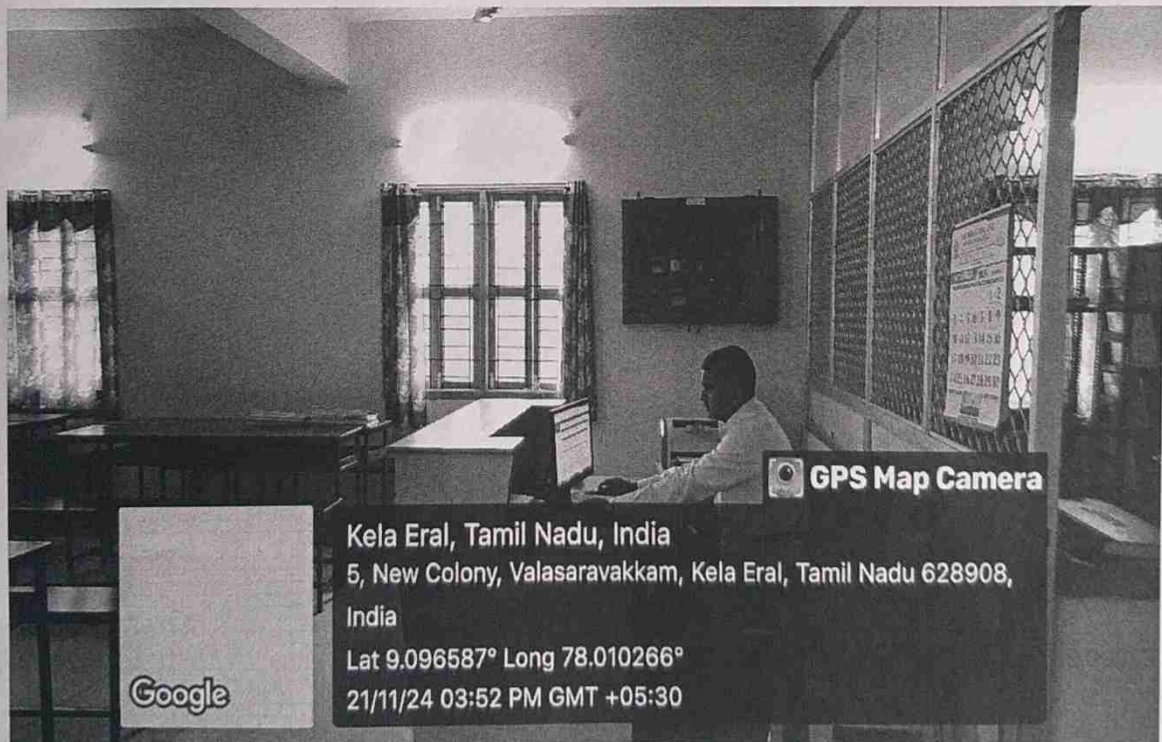 GPS Map Camera
Kela Eral, Tamil Nadu, India
5, New Colony, Valasaravakkam, Kela Eral, Tamil Nadu 628908,
India
Lat 9.096587° Long 78.010266°
21/11/24 03:52 PM GMT +05:30
Google